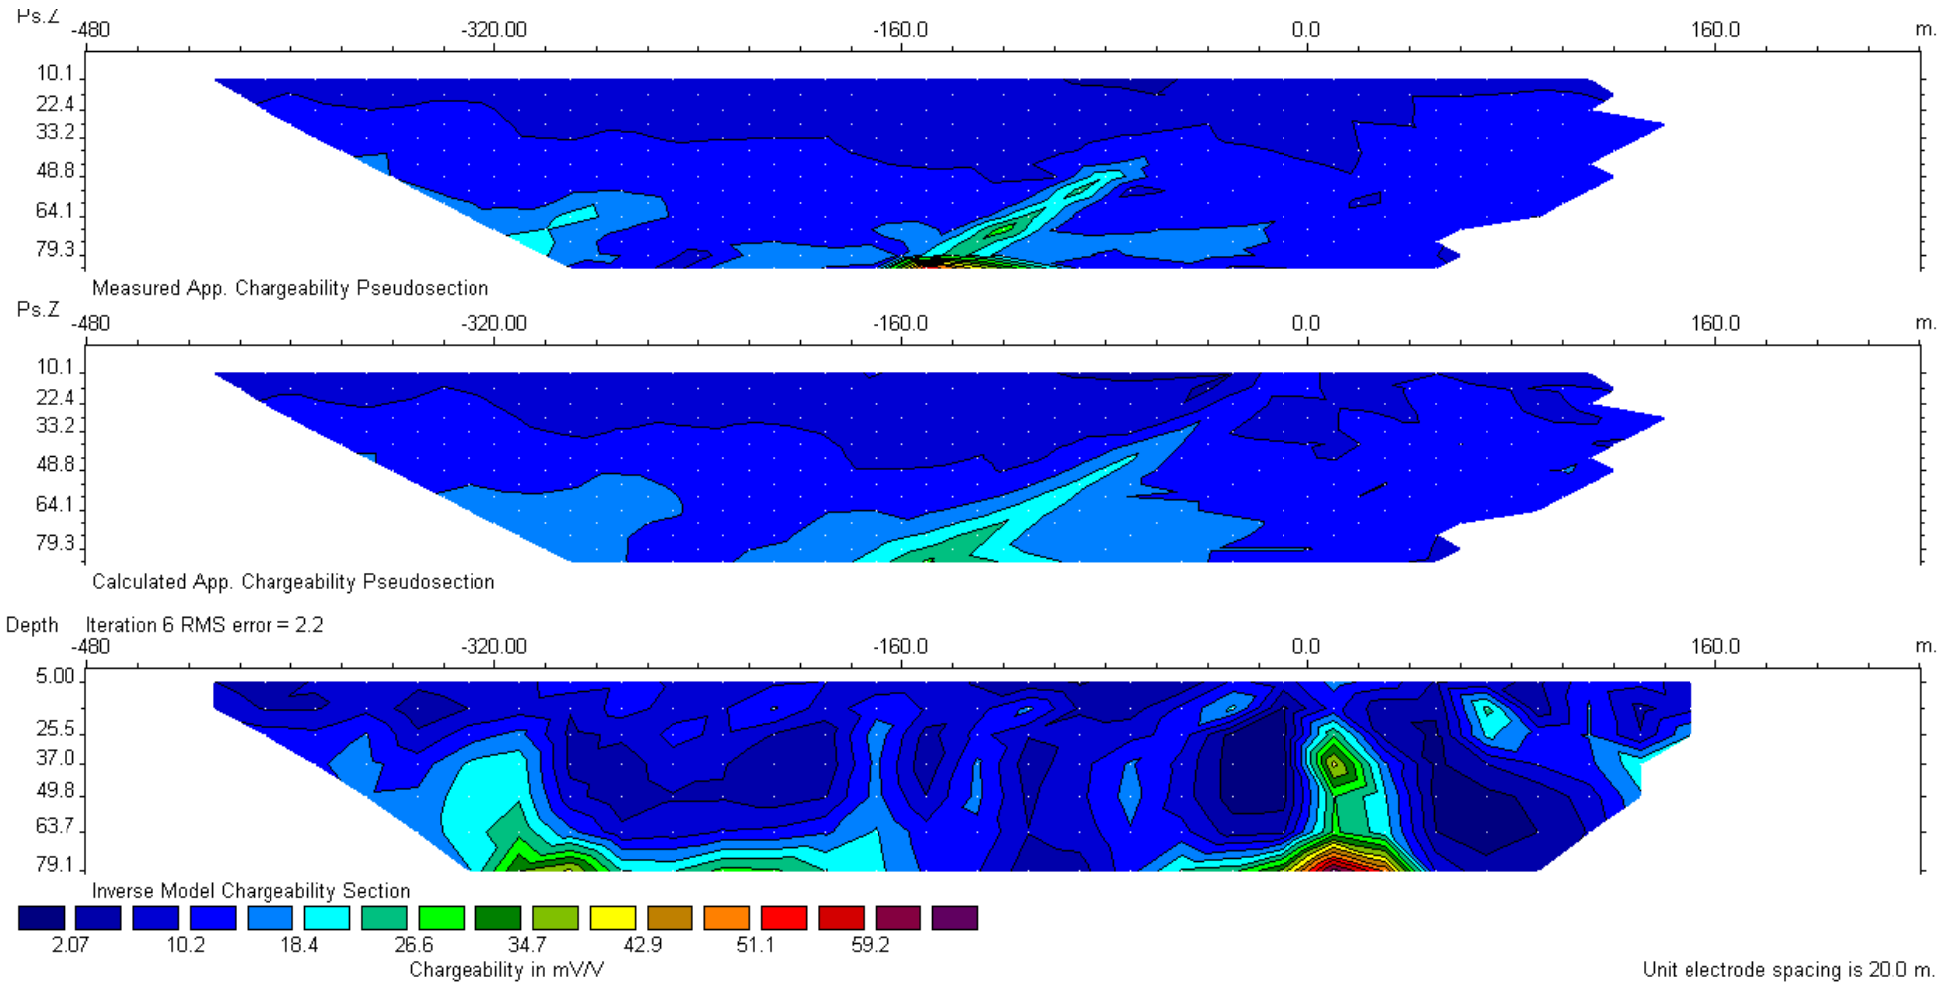 Ps.Z
-480 -320.00 -160.0 0.0 160.0 m.
10.1
22.4
33.2
48.8
64.1
79.3
Measured App. Chargeability Pseudosection
Ps.Z
-480 -320.00 -160.0 0.0 160.0 m.
10.1
22.4
33.2
48.8
64.1
79.3
Calculated App. Chargeability Pseudosection
Depth Iteration 6 RMS error = 2.2
-480 -320.00 -160.0 0.0 160.0 m.
5.00
25.5
37.0
49.8
63.7
79.1
Inverse Model Chargeability Section
2.07 10.2 18.4 26.6 34.7 42.9 51.1 59.2
Chargeability in mV/V
Unit electrode spacing is 20.0 m.